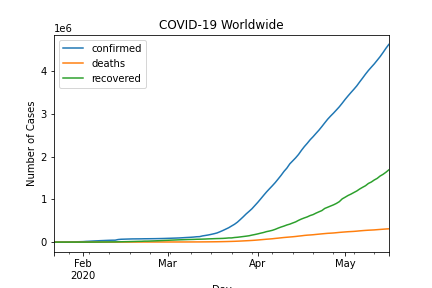 COVID-19 Worldwide
1e6
confirmed
deaths
recovered
Number of Cases
4
3
2
1
0
Feb
2020
Mar
Apr
May